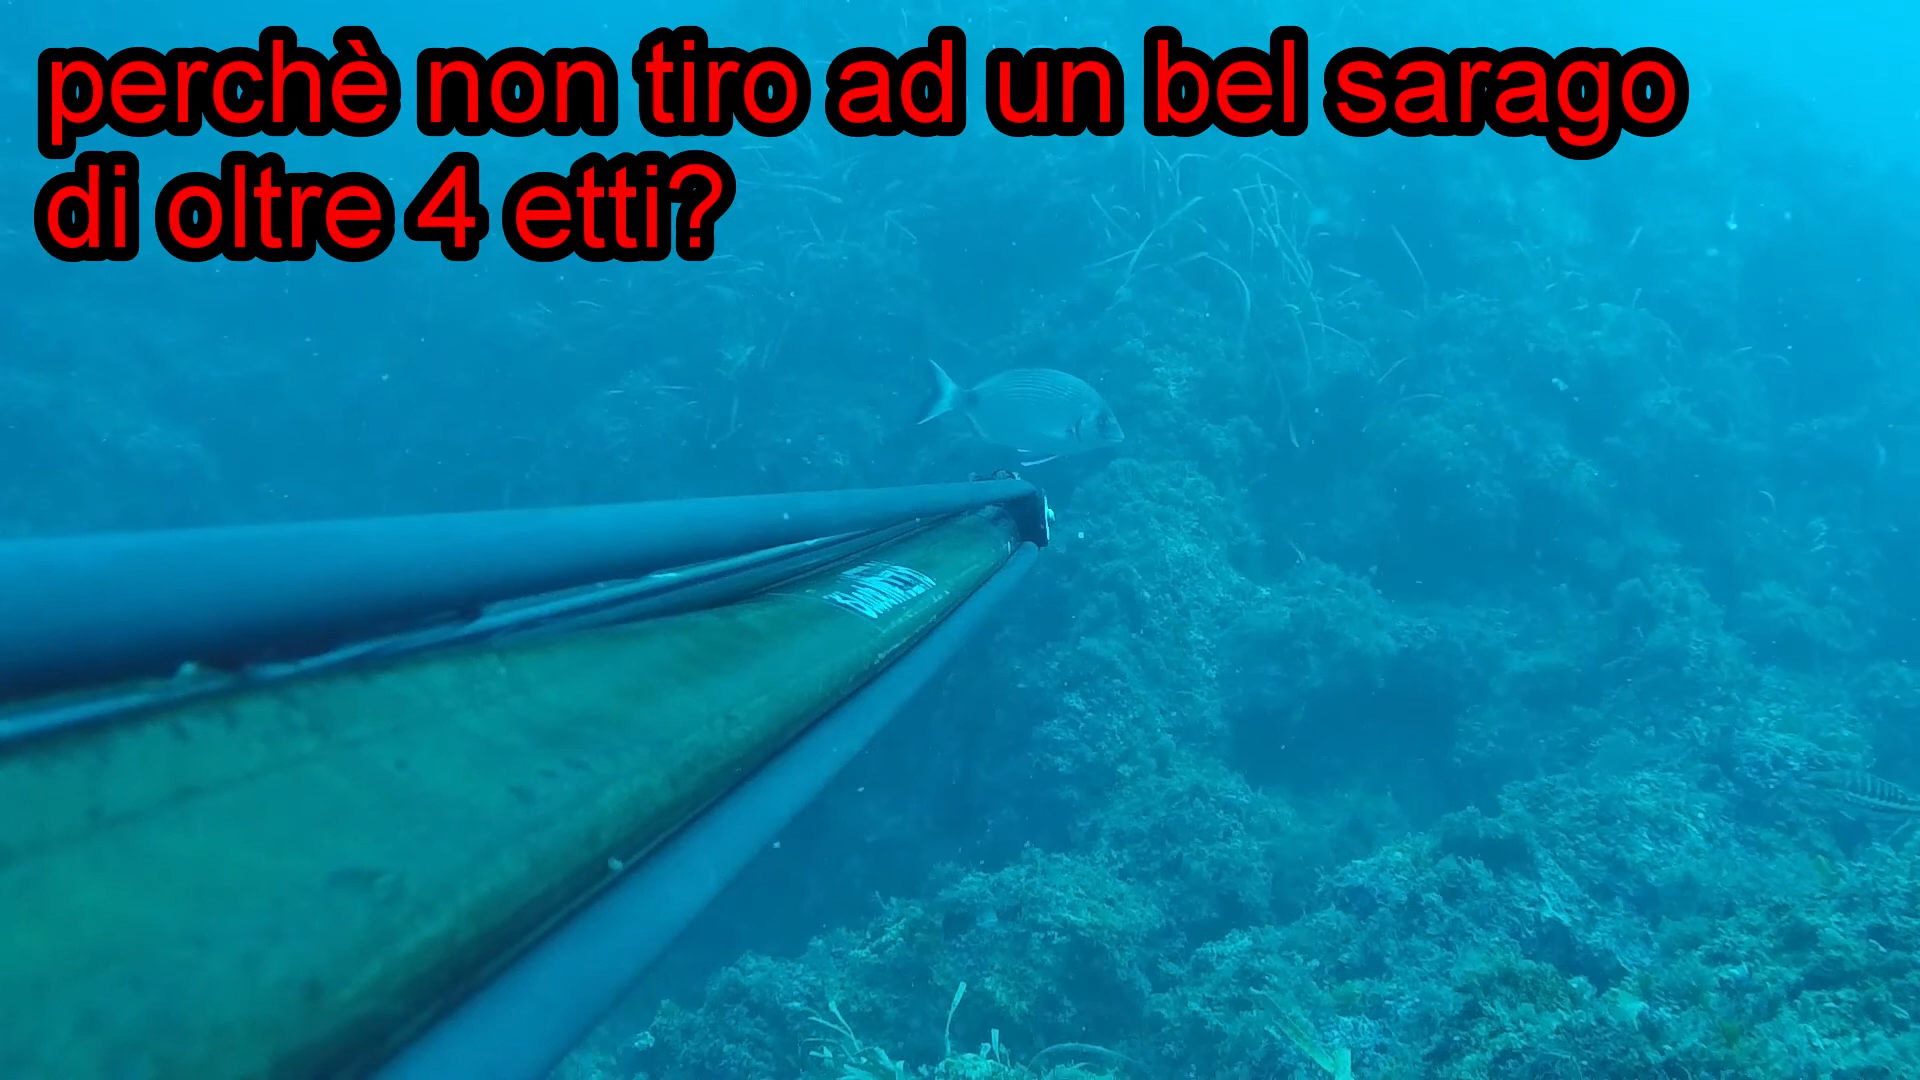 perchè non tiro ad un bel sarago
di oltre 4 etti?